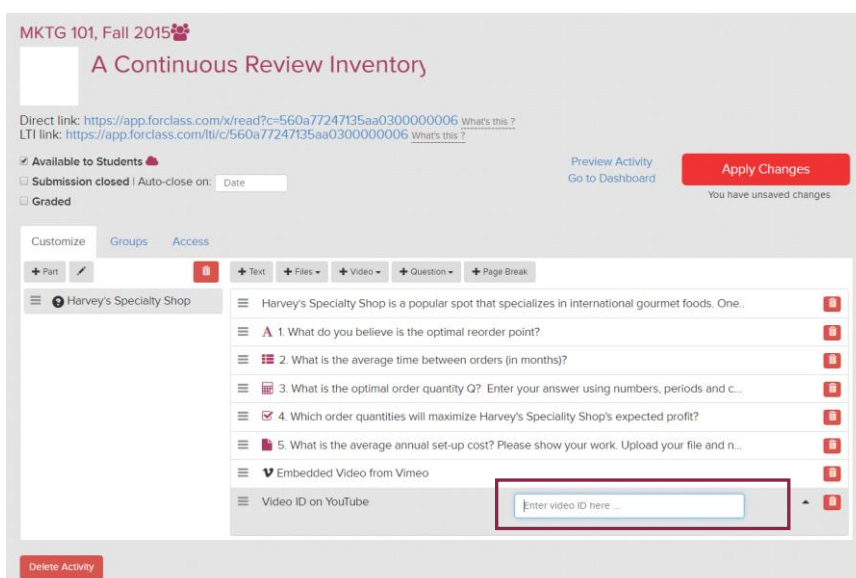 MKTG 101, Fall 2015
A Continuous Review Inventory
Direct link: https://app.forclass.com/x/read?c=560a77247135aa0300000006 What's this ?
LTI link: https://app.forclass.com/lti/c/560a77247135aa0300000006 What's this ?
Available to Students
Submission closed | Auto-close on: Date
Graded
Preview Activity
Go to Dashboard
Apply Changes
You have unsaved changes
Customize Groups Access
+ Part
+ Text + Files + Video + Question + Page Break
Harvey's Specialty Shop
Harvey's Specialty Shop is a popular spot that specializes in international gourmet foods. One..
A 1. What do you believe is the optimal reorder point?
2. What is the average time between orders (in months)?
3. What is the optimal order quantity Q? Enter your answer using numbers, periods and c...
4. Which order quantities will maximize Harvey's Speciality Shop's expected profit?
5. What is the average annual set-up cost? Please show your work. Upload your file and n...
Embedded Video from Vimeo
Video ID on YouTube
Enter video ID here ...
Delete Activity